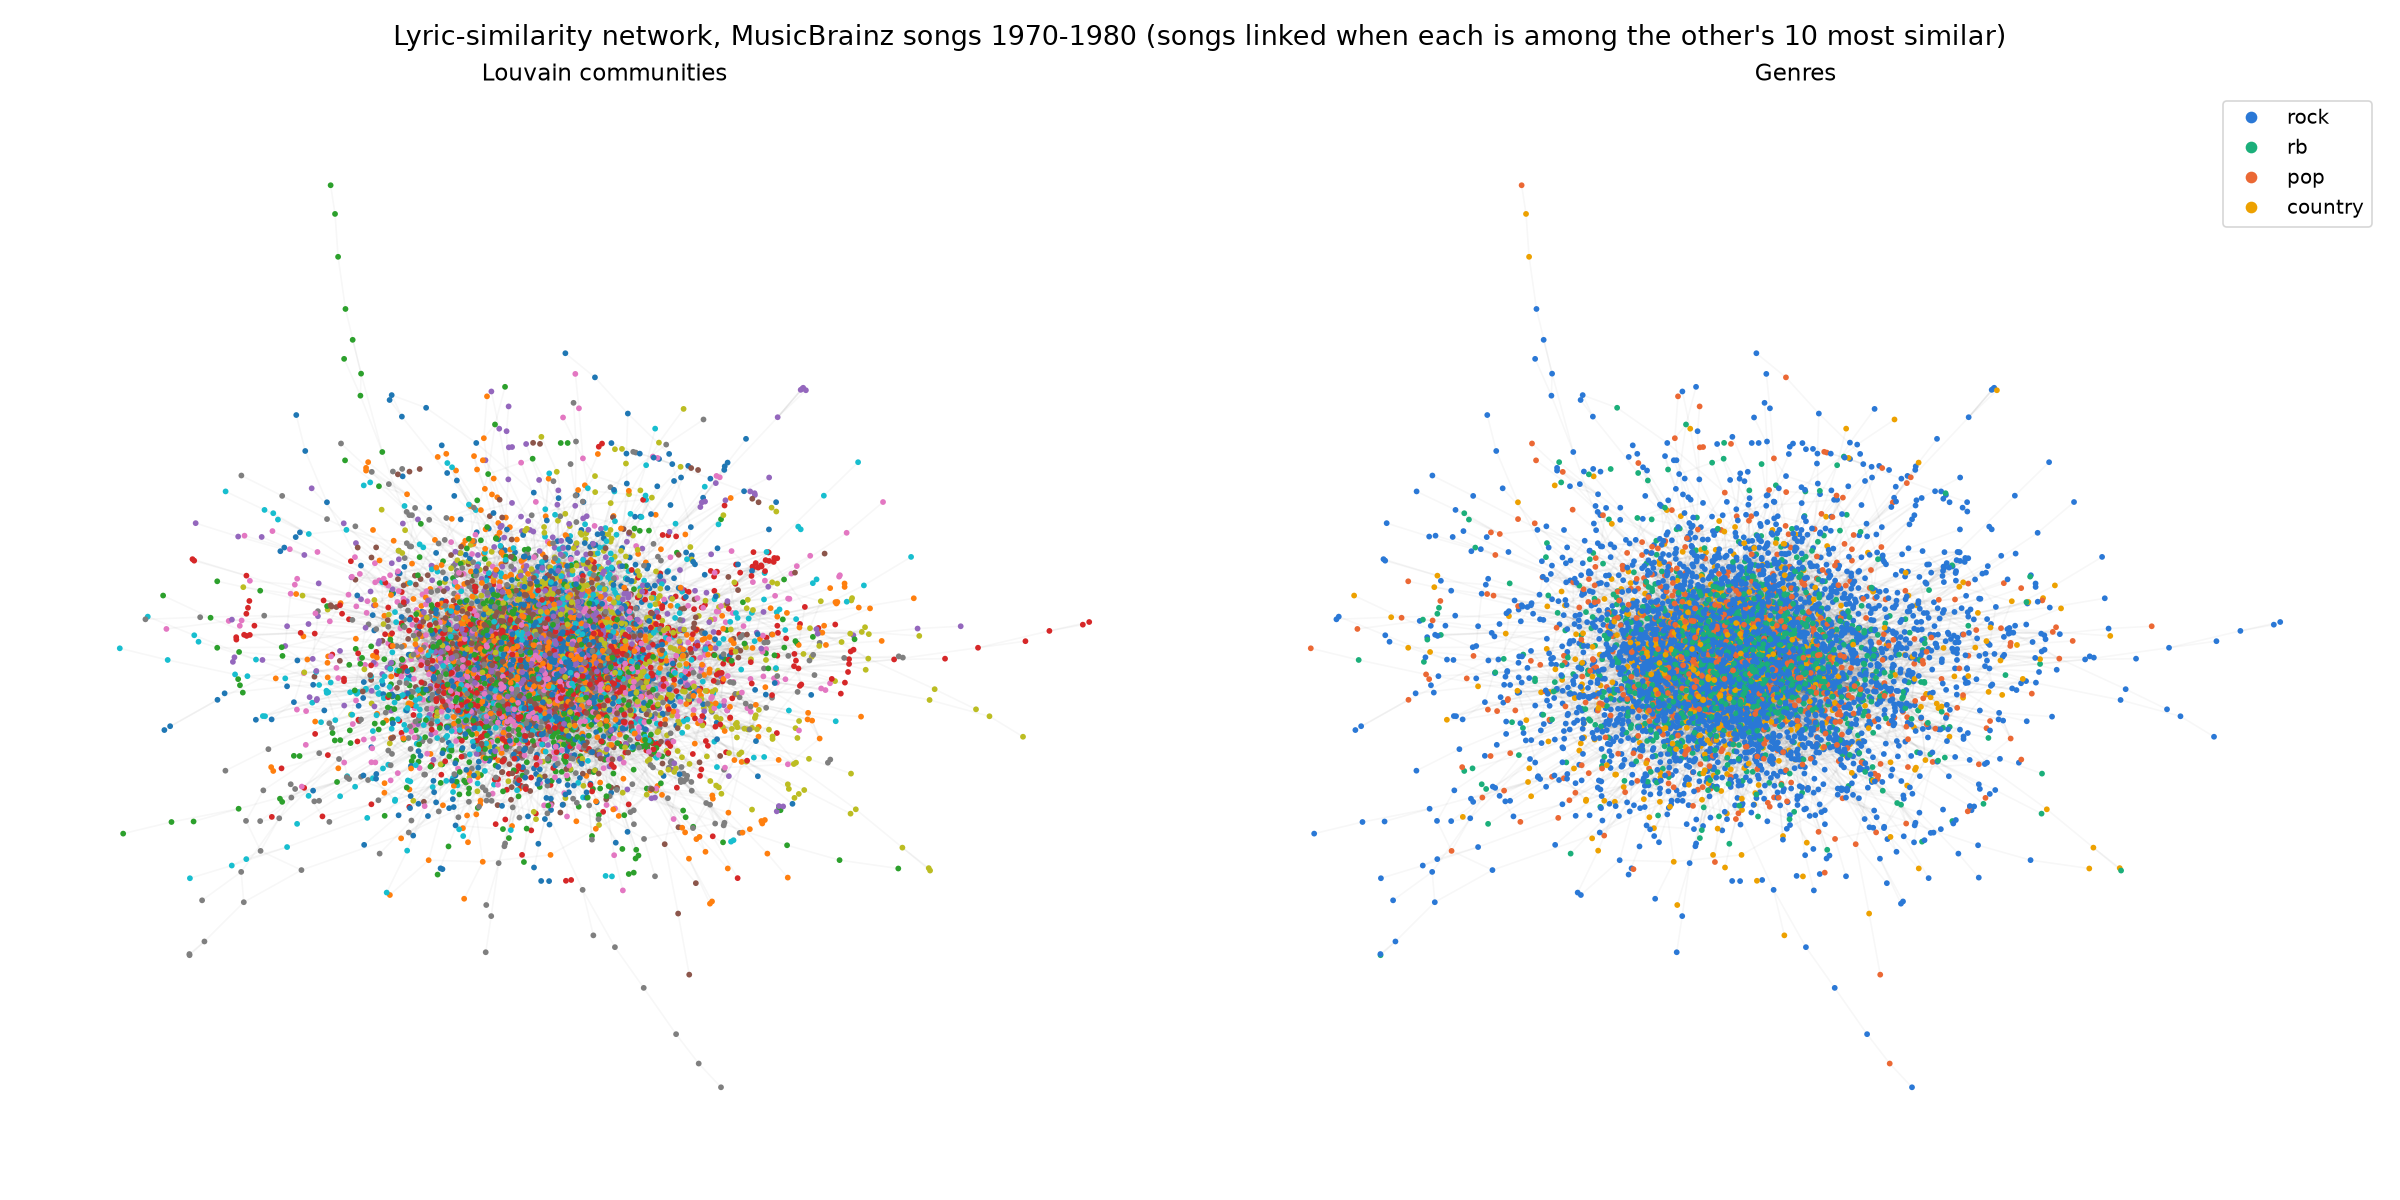 Lyric-similarity network, MusicBrainz songs 1970-1980 (songs linked when each is among the other's 10 most similar)
Louvain communities
Genres
rock
rb
pop
country